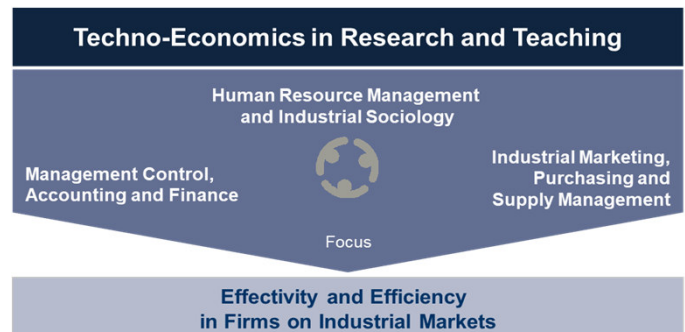 Techno-Economics in Research and Teaching
Human Resource Management
and Industrial Sociology
Management Control,
Accounting and Finance
Industrial Marketing,
Purchasing and
Supply Management
Focus
Effectivity and Efficiency
in Firms on Industrial Markets